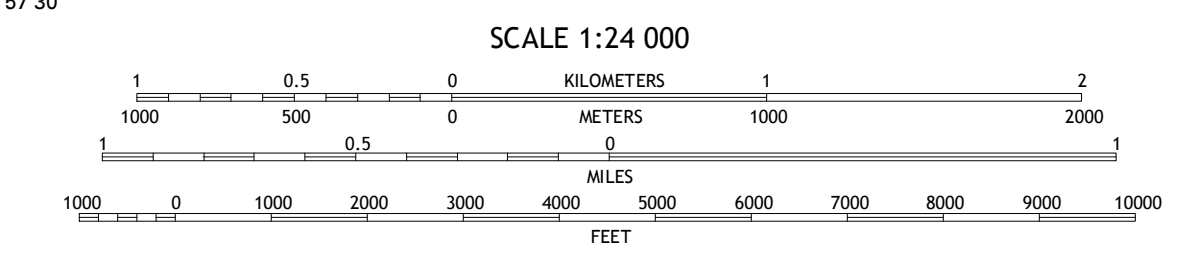 57'30"
SCALE 1:24 000
1 0.5 0 KILOMETERS 1 2
1000 500 0 METERS 1000 2000
1 0.5 0 1
MILES
1000 0 1000 2000 3000 4000 5000 6000 7000 8000 9000 10000
FEET